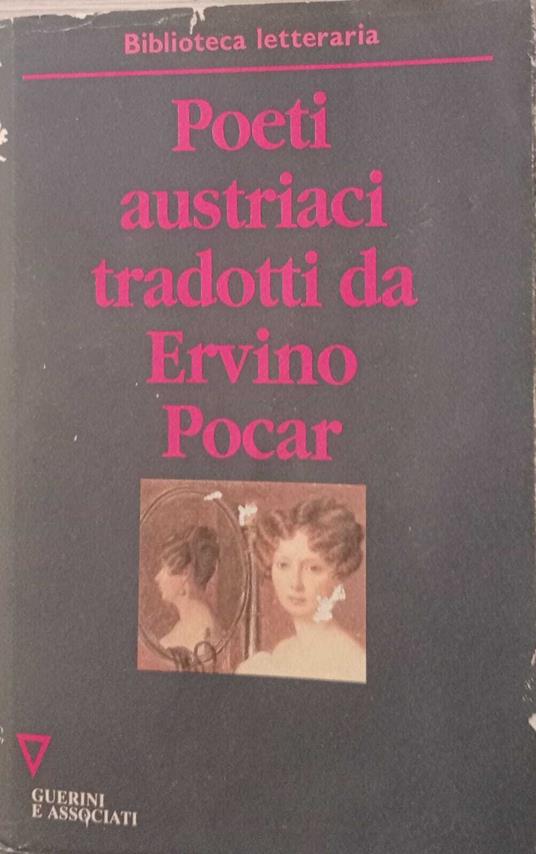 Biblioteca letteraria
Poeti
austriaci
tradotti da
Ervino
Pocar
GUERINI
E ASSOCIATI